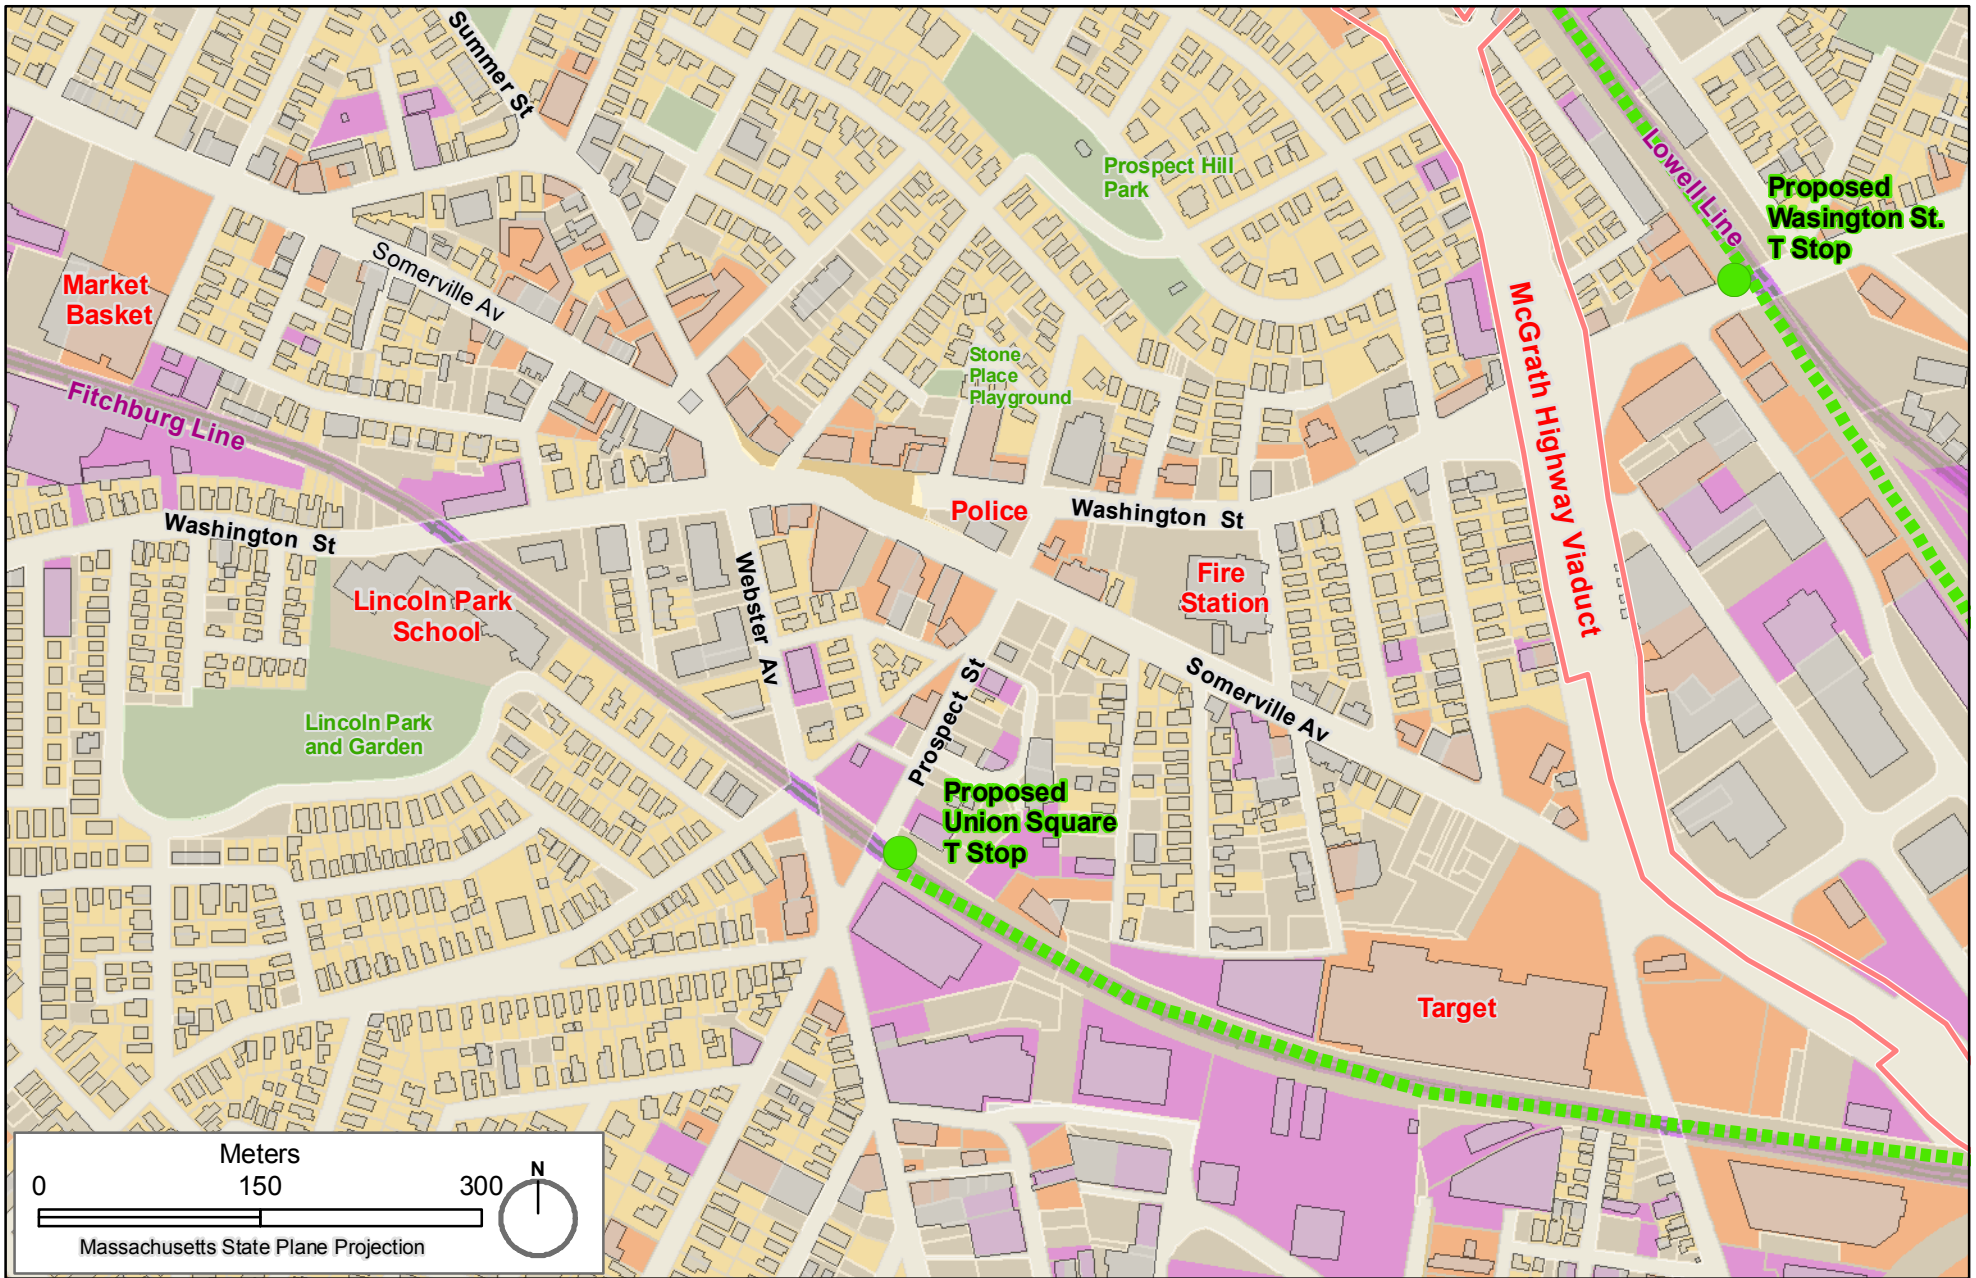 Summer St
Prospect Hill
Park
Lowell Line
Proposed
Wasington St.
T Stop
Somerville Av
Market
Basket
McGrath Highway Viaduct
Stone
Place
Playground
Fitchburg Line
Police
Washington St
Washington St
Webster Av
Fire
Station
Lincoln Park
School
Somerville Av
Prospect St
Lincoln Park
and Garden
Proposed
Union Square
T Stop
Target
Meters
0 150 300
N
Massachusetts State Plane Projection